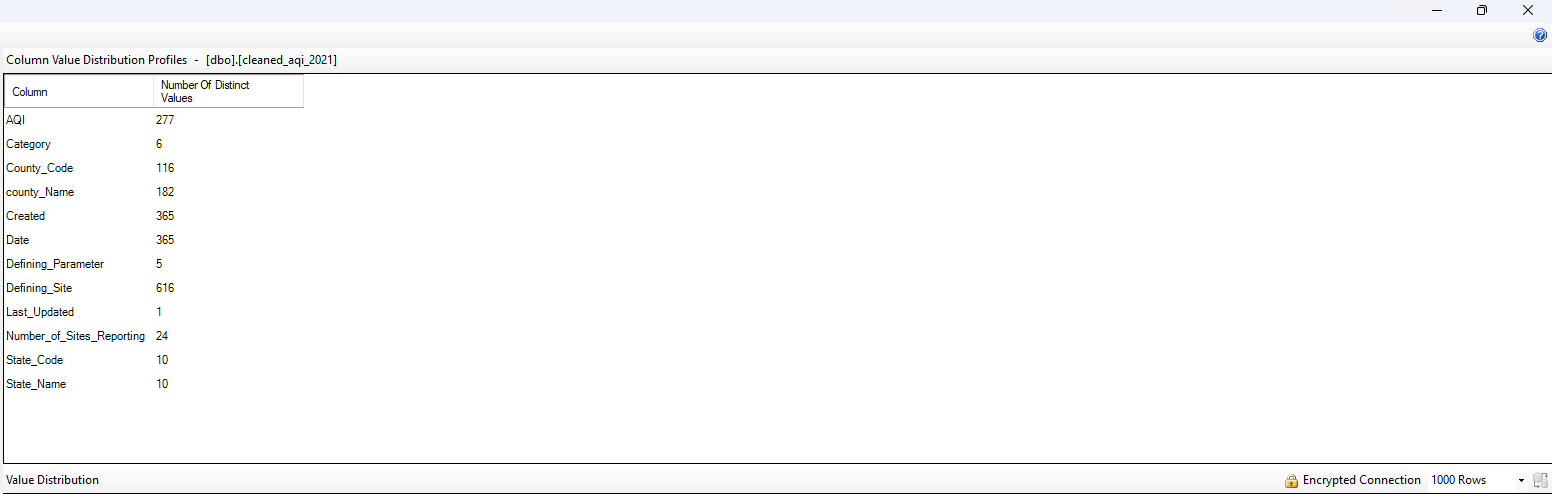 Column Value Distribution Profiles - [dbo].[cleaned_aqi_2021]
Column Number Of Distinct Values
AQI 277
Category 6
County_Code 116
county_Name 182
Created 365
Date 365
Defining_Parameter 5
Defining_Site 616
Last_Updated 1
Number_of_Sites_Reporting 24
State_Code 10
State_Name 10
Value Distribution Encrypted Connection 1000 Rows